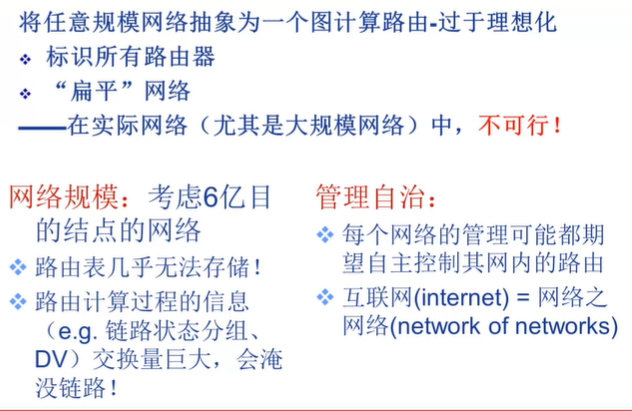 将任意规模网络抽象为一个图计算路由-过于理想化
❖ 标识所有路由器
❖ “扁平”网络
——在实际网络（尤其是大规模网络）中，不可行！
网络规模：考虑6亿目
的结点的网络
❖ 路由表几乎无法存储！
❖ 路由计算过程的信息
（e.g. 链路状态分组、
DV）交换量巨大，会淹
没链路！
管理自治：
❖ 每个网络的管理可能都期
望自主控制其网内的路由
❖ 互联网(internet) = 网络之
网络(network of networks)